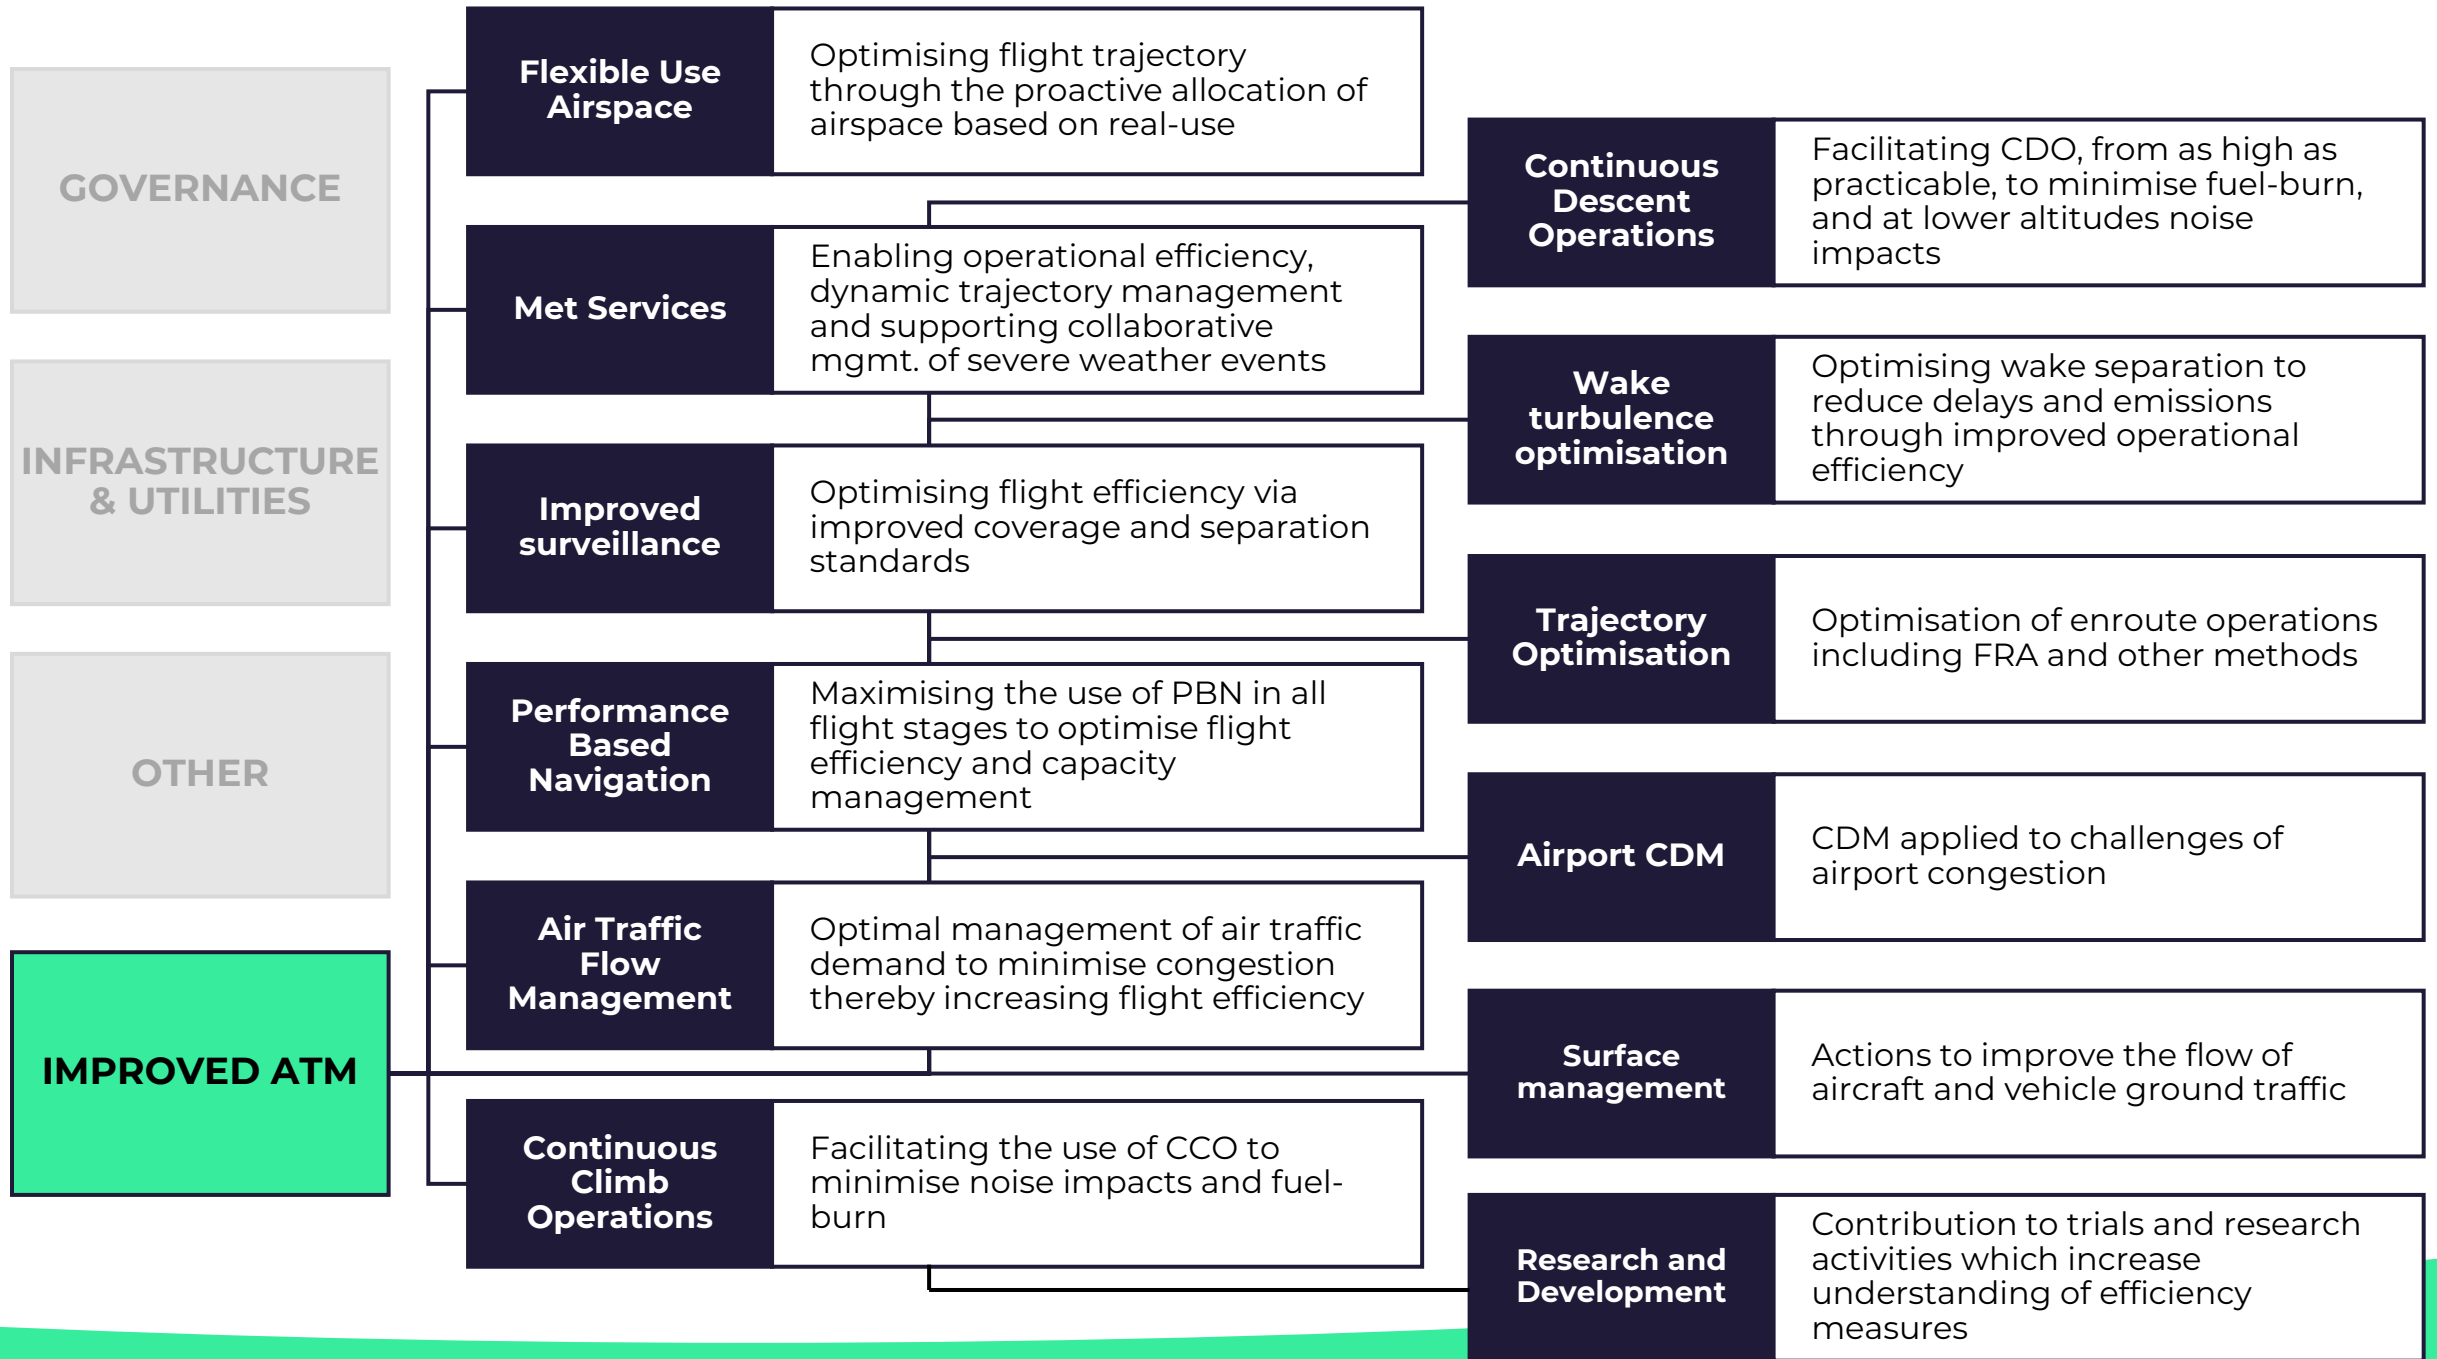 GOVERNANCE
INFRASTRUCTURE
& UTILITIES
OTHER
IMPROVED ATM
Flexible Use
Airspace
Optimising flight trajectory
through the proactive allocation of
airspace based on real-use
Met Services
Enabling operational efficiency,
dynamic trajectory management
and supporting collaborative
mgmt. of severe weather events
Improved
surveillance
Optimising flight efficiency via
improved coverage and separation
standards
Performance
Based
Navigation
Maximising the use of PBN in all
flight stages to optimise flight
efficiency and capacity
management
Air Traffic
Flow
Management
Optimal management of air traffic
demand to minimise congestion
thereby increasing flight efficiency
Continuous
Climb
Operations
Facilitating the use of CCO to
minimise noise impacts and fuel-
burn
Continuous
Descent
Operations
Facilitating CDO, from as high as
practicable, to minimise fuel-burn,
and at lower altitudes noise
impacts
Wake
turbulence
optimisation
Optimising wake separation to
reduce delays and emissions
through improved operational
efficiency
Trajectory
Optimisation
Optimisation of enroute operations
including FRA and other methods
Airport CDM
CDM applied to challenges of
airport congestion
Surface
management
Actions to improve the flow of
aircraft and vehicle ground traffic
Research and
Development
Contribution to trials and research
activities which increase
understanding of efficiency
measures